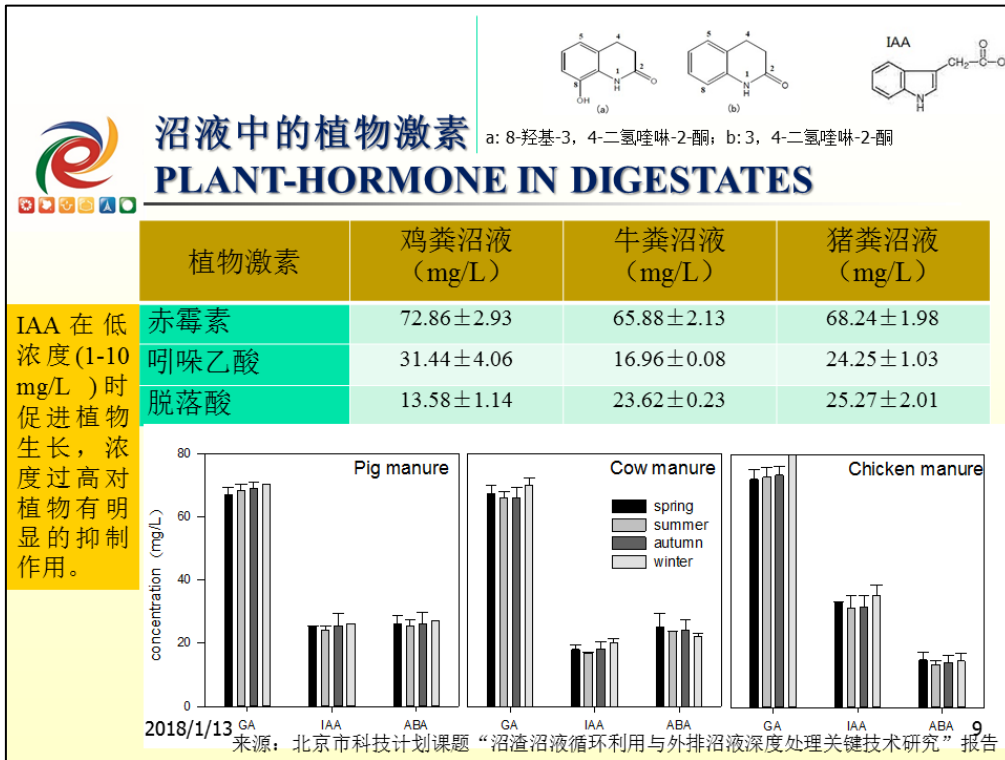 5 4
1 2
8 NH O
OH
(a)
5 4
1 2
8 NH O
(b)
IAA
O
CH₂—C—O
NH
a: 8-羟基-3，4-二氢喹啉-2-酮；b: 3，4-二氢喹啉-2-酮
沼液中的植物激素
PLANT-HORMONE IN DIGESTATES
植物激素 鸡粪沼液（mg/L） 牛粪沼液（mg/L） 猪粪沼液（mg/L）
赤霉素 72.86±2.93 65.88±2.13 68.24±1.98
吲哚乙酸 31.44±4.06 16.96±0.08 24.25±1.03
脱落酸 13.58±1.14 23.62±0.23 25.27±2.01
IAA 在低
浓度(1-10
mg/L )时
促进植物
生长，浓
度过高对
植物有明
显的抑制
作用。
concentration（mg/L）
80
60
40
20
0
Pig manure
GA IAA ABA
Cow manure
spring
summer
autumn
winter
GA IAA ABA
Chicken manure
GA IAA ABA
2018/1/13
9
来源：北京市科技计划课题“沼渣沼液循环利用与外排沼液深度处理关键技术研究”报告